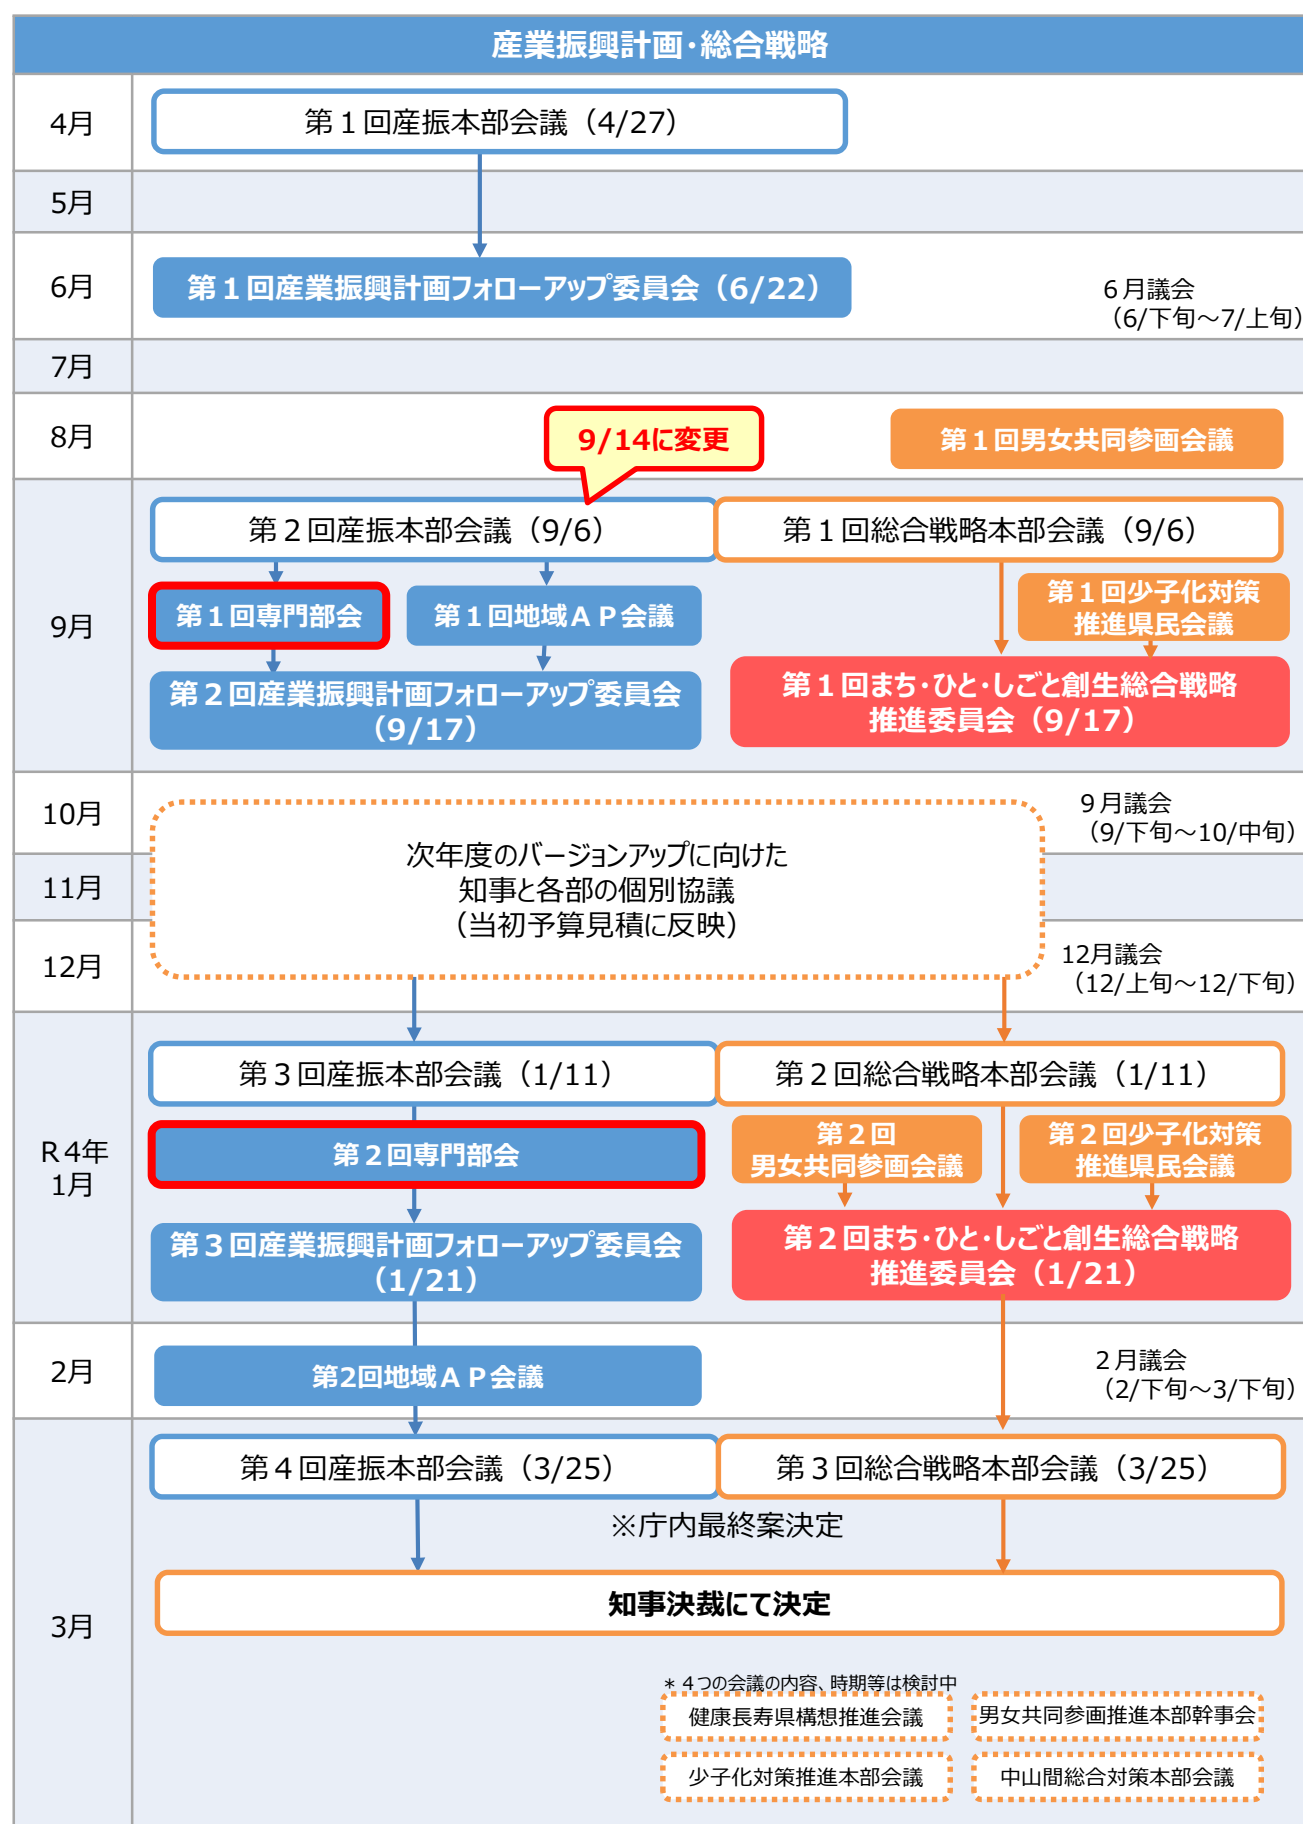 産業振興計画・総合戦略
4月
第１回産振本部会議（4/27）
5月
6月
第１回産業振興計画フォローアップ委員会（6/22）
６月議会
（6/下旬～7/上旬）
7月
8月
9/14に変更
第１回男女共同参画会議
9月
第２回産振本部会議（9/6）
第１回総合戦略本部会議（9/6）
第１回専門部会
第１回地域ＡＰ会議
第１回少子化対策
推進県民会議
第２回産業振興計画フォローアップ委員会
（9/17）
第１回まち・ひと・しごと創生総合戦略
推進委員会（9/17）
10月
９月議会
（9/下旬～10/中旬）
次年度のバージョンアップに向けた
知事と各部の個別協議
（当初予算見積に反映）
11月
12月
12月議会
（12/上旬～12/下旬）
Ｒ4年
1月
第３回産振本部会議（1/11）
第２回総合戦略本部会議（1/11）
第２回専門部会
第２回
男女共同参画会議
第２回少子化対策
推進県民会議
第３回産業振興計画フォローアップ委員会
（1/21）
第２回まち・ひと・しごと創生総合戦略
推進委員会（1/21）
2月
第2回地域ＡＰ会議
２月議会
（2/下旬～3/下旬）
3月
第４回産振本部会議（3/25）
第３回総合戦略本部会議（3/25）
※庁内最終案決定
知事決裁にて決定
＊４つの会議の内容、時期等は検討中
健康長寿県構想推進会議
男女共同参画推進本部幹事会
少子化対策推進本部会議
中山間総合対策本部会議